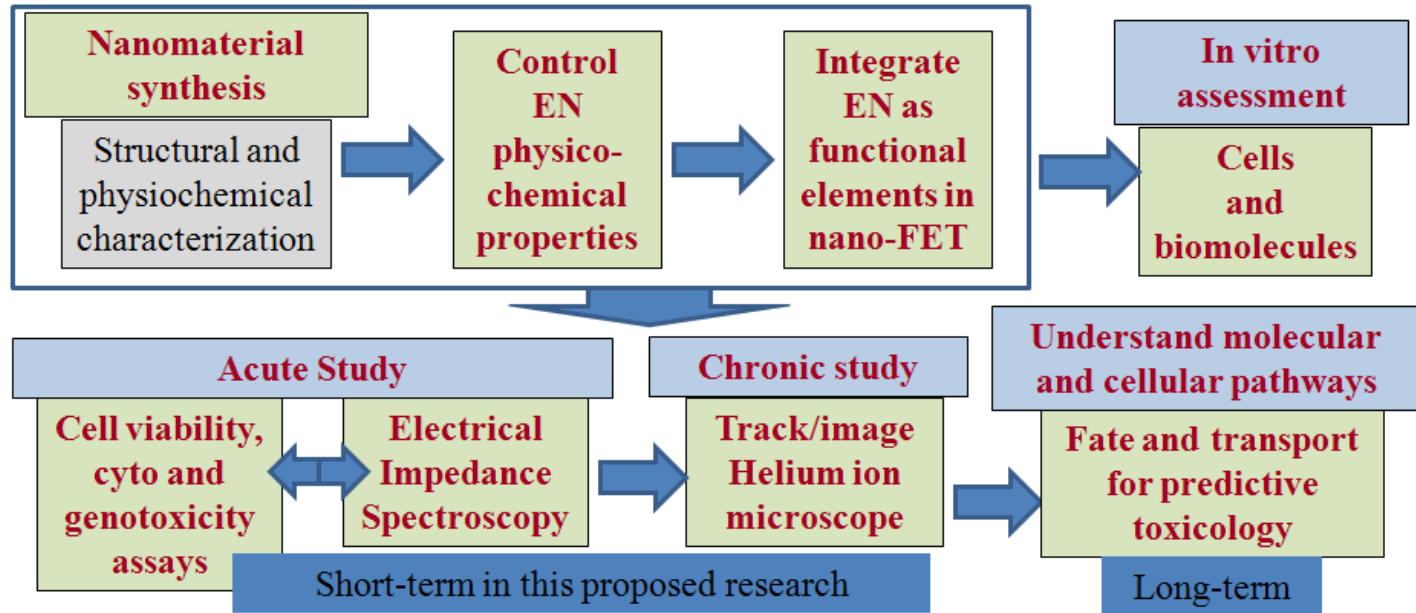 Nanomaterial
synthesis
Structural and
physiochemical
characterization
Control
EN
physico-
chemical
properties
Integrate
EN as
functional
elements in
nano-FET
In vitro
assessment
Cells
and
biomolecules
Acute Study
Cell viability,
cyto and
genotoxicity
assays
Electrical
Impedance
Spectroscopy
Chronic study
Track/image
Helium ion
microscope
Understand molecular
and cellular pathways
Fate and transport
for predictive
toxicology
Short-term in this proposed research
Long-term